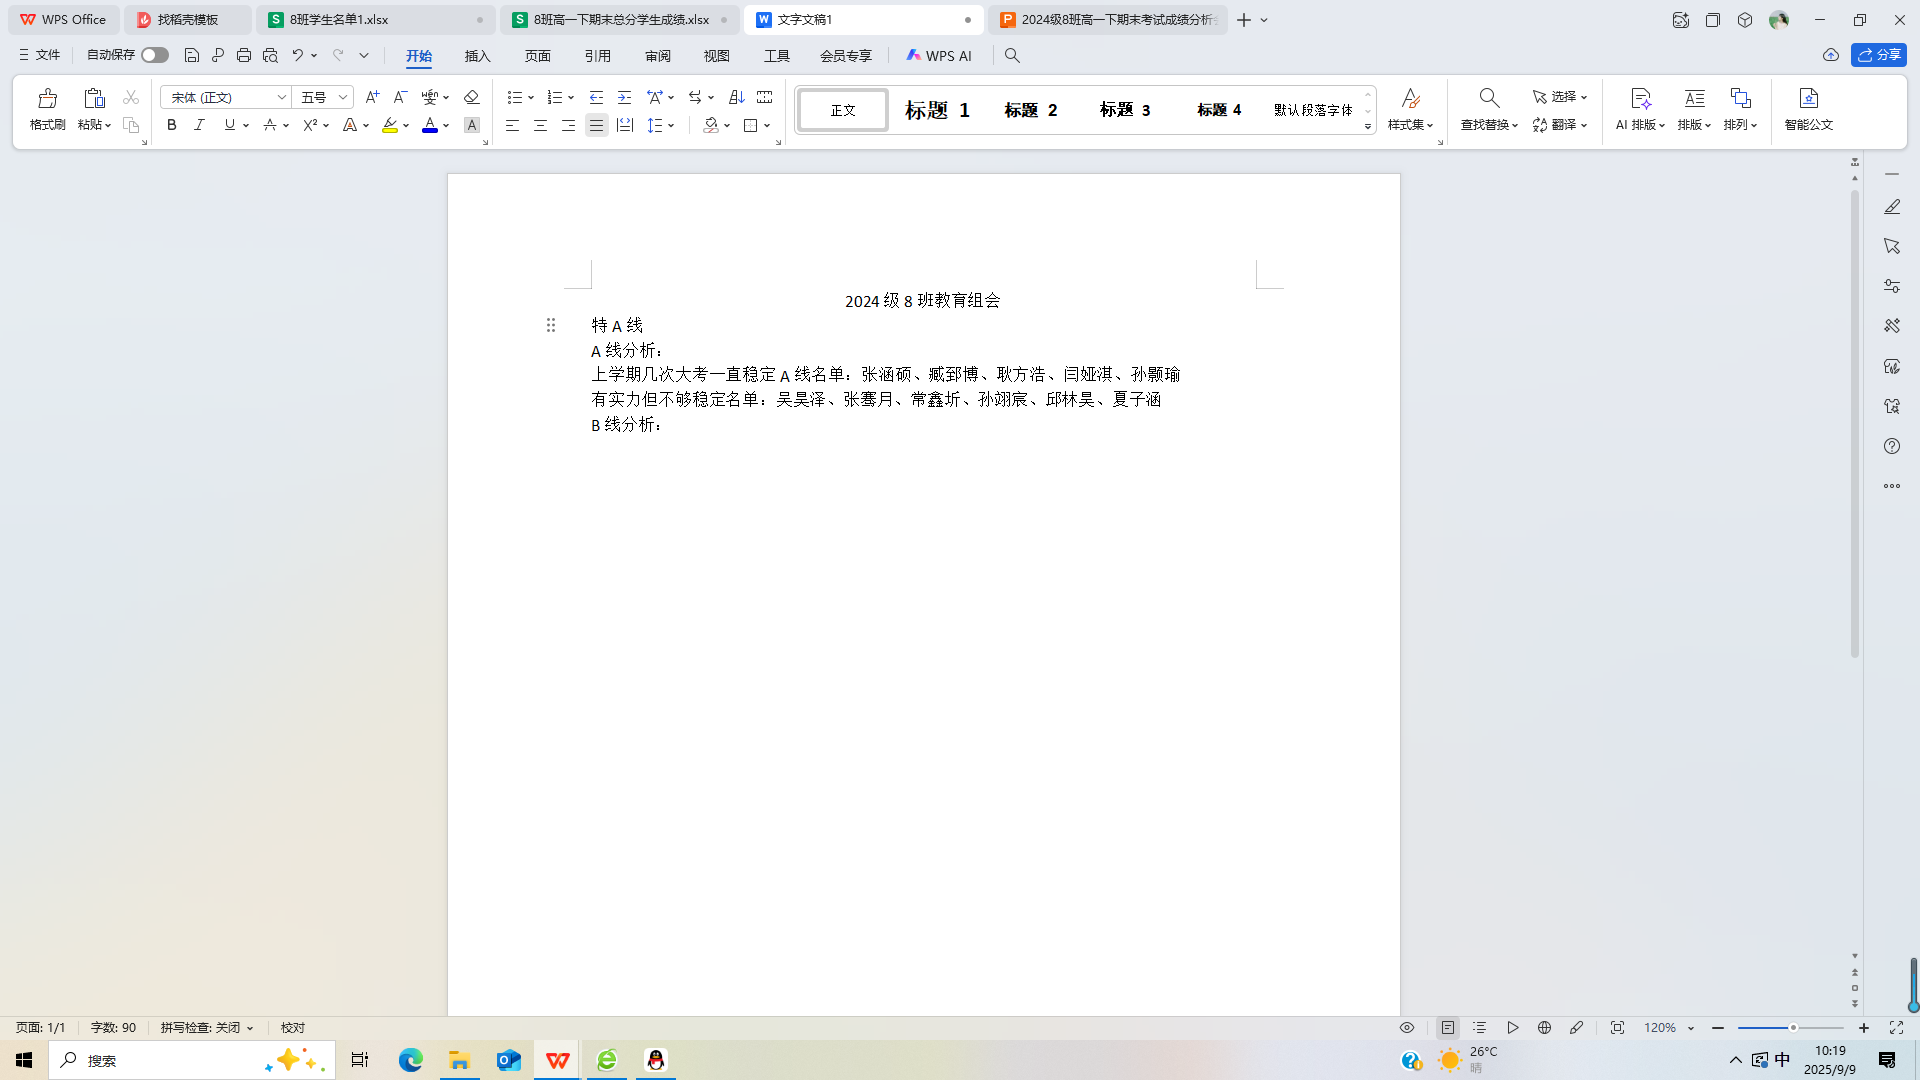 WPS Office 找稻壳模板 8班学生名单1.xlsx 8班高一下期末总分学生成绩.xlsx 文字文稿1 2024级8班高一下期末考试成绩分析
文件 自动保存 开始 插入 页面 引用 审阅 视图 工具 会员专享 WPS AI 分享
格式刷 粘贴 宋体 (正文) 五号 正文 标题 1 标题 2 标题 3 标题 4 默认段落字体 样式集 查找替换 选择 翻译 AI 排版 排版 排列 智能公文
2024 级 8 班教育组会
特 A 线
A 线分析：
上学期几次大考一直稳定 A 线名单：张涵硕、臧郅博、耿方浩、闫娅淇、孙颢瑜
有实力但不够稳定名单：吴昊泽、张骞月、常鑫圻、孙翊宸、邱林昊、夏子涵
B 线分析：
页面: 1/1 字数: 90 拼写检查: 关闭 校对 120%
搜索 26°C 晴 中 10:19 2025/9/9